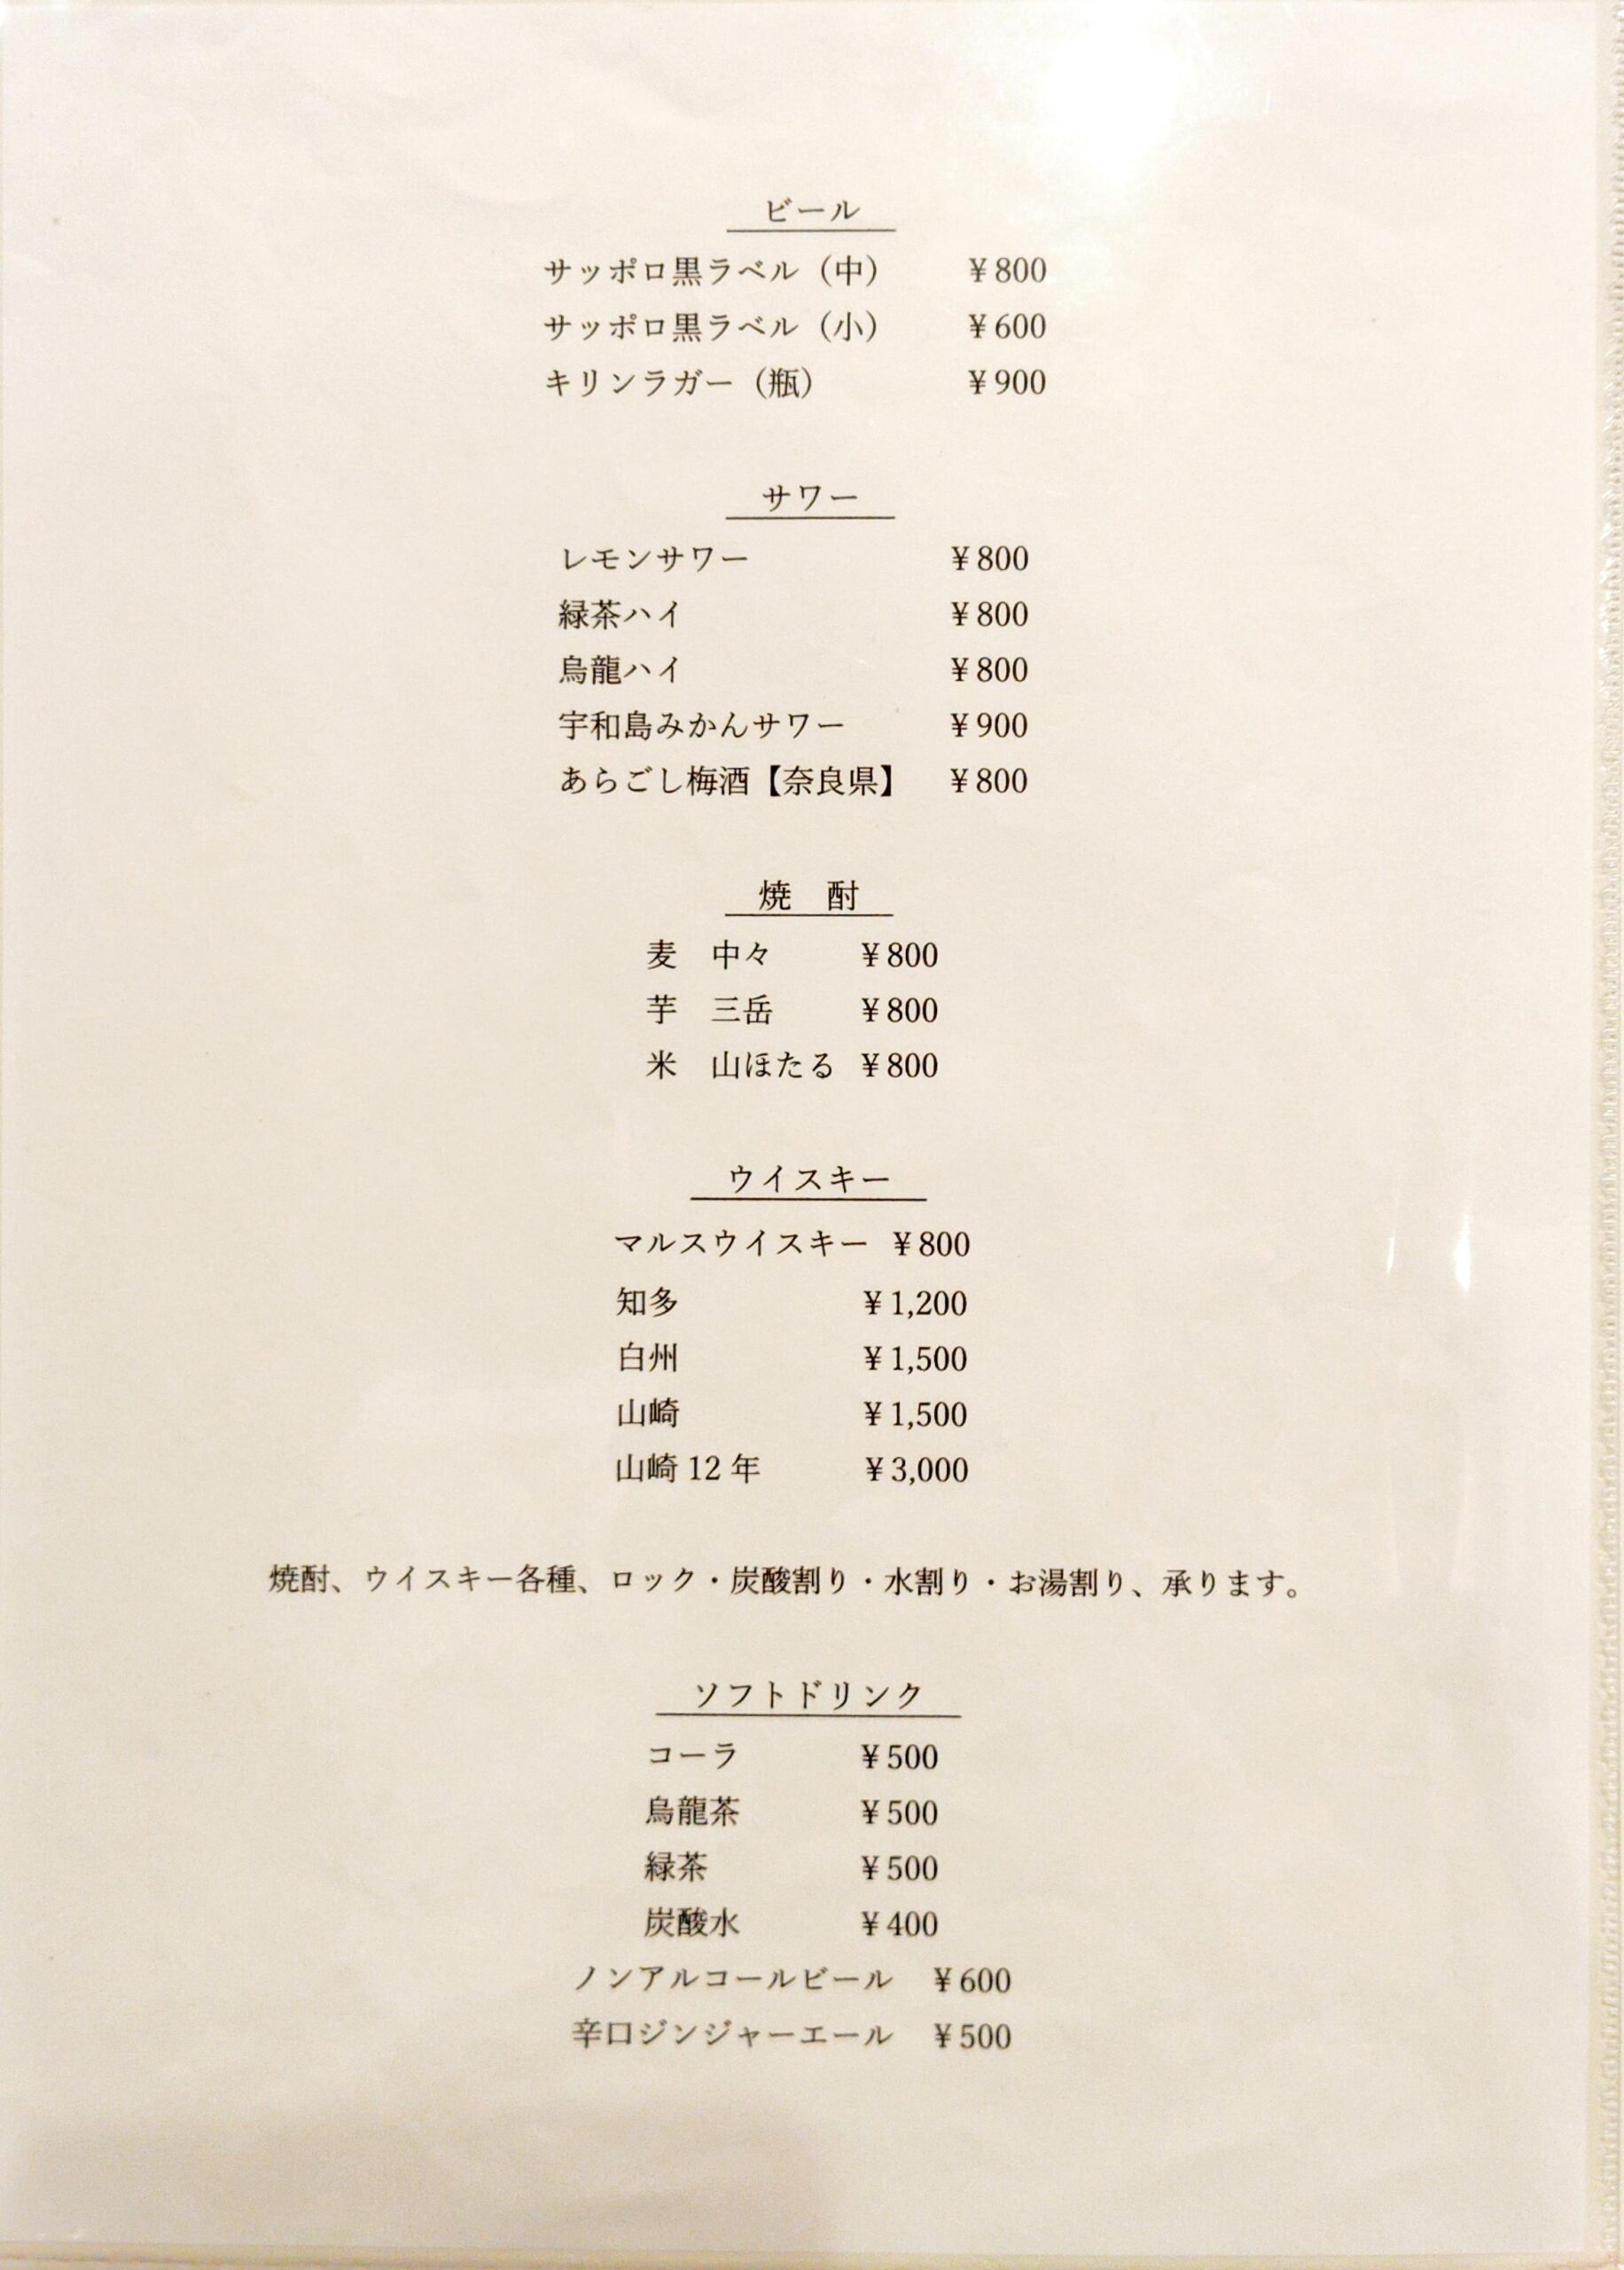 ビール
サッポロ黒ラベル（中） ¥800
サッポロ黒ラベル（小） ¥600
キリンラガー（瓶） ¥900
サワー
レモンサワー ¥800
緑茶ハイ ¥800
烏龍ハイ ¥800
宇和島みかんサワー ¥900
あらごし梅酒【奈良県】 ¥800
焼　酎
麦　中々 ¥800
芋　三岳 ¥800
米　山ほたる ¥800
ウイスキー
マルスウイスキー ¥800
知多 ¥1,200
白州 ¥1,500
山崎 ¥1,500
山崎12年 ¥3,000
焼酎、ウイスキー各種、ロック・炭酸割り・水割り・お湯割り、承ります。
ソフトドリンク
コーラ ¥500
烏龍茶 ¥500
緑茶 ¥500
炭酸水 ¥400
ノンアルコールビール ¥600
辛口ジンジャーエール ¥500